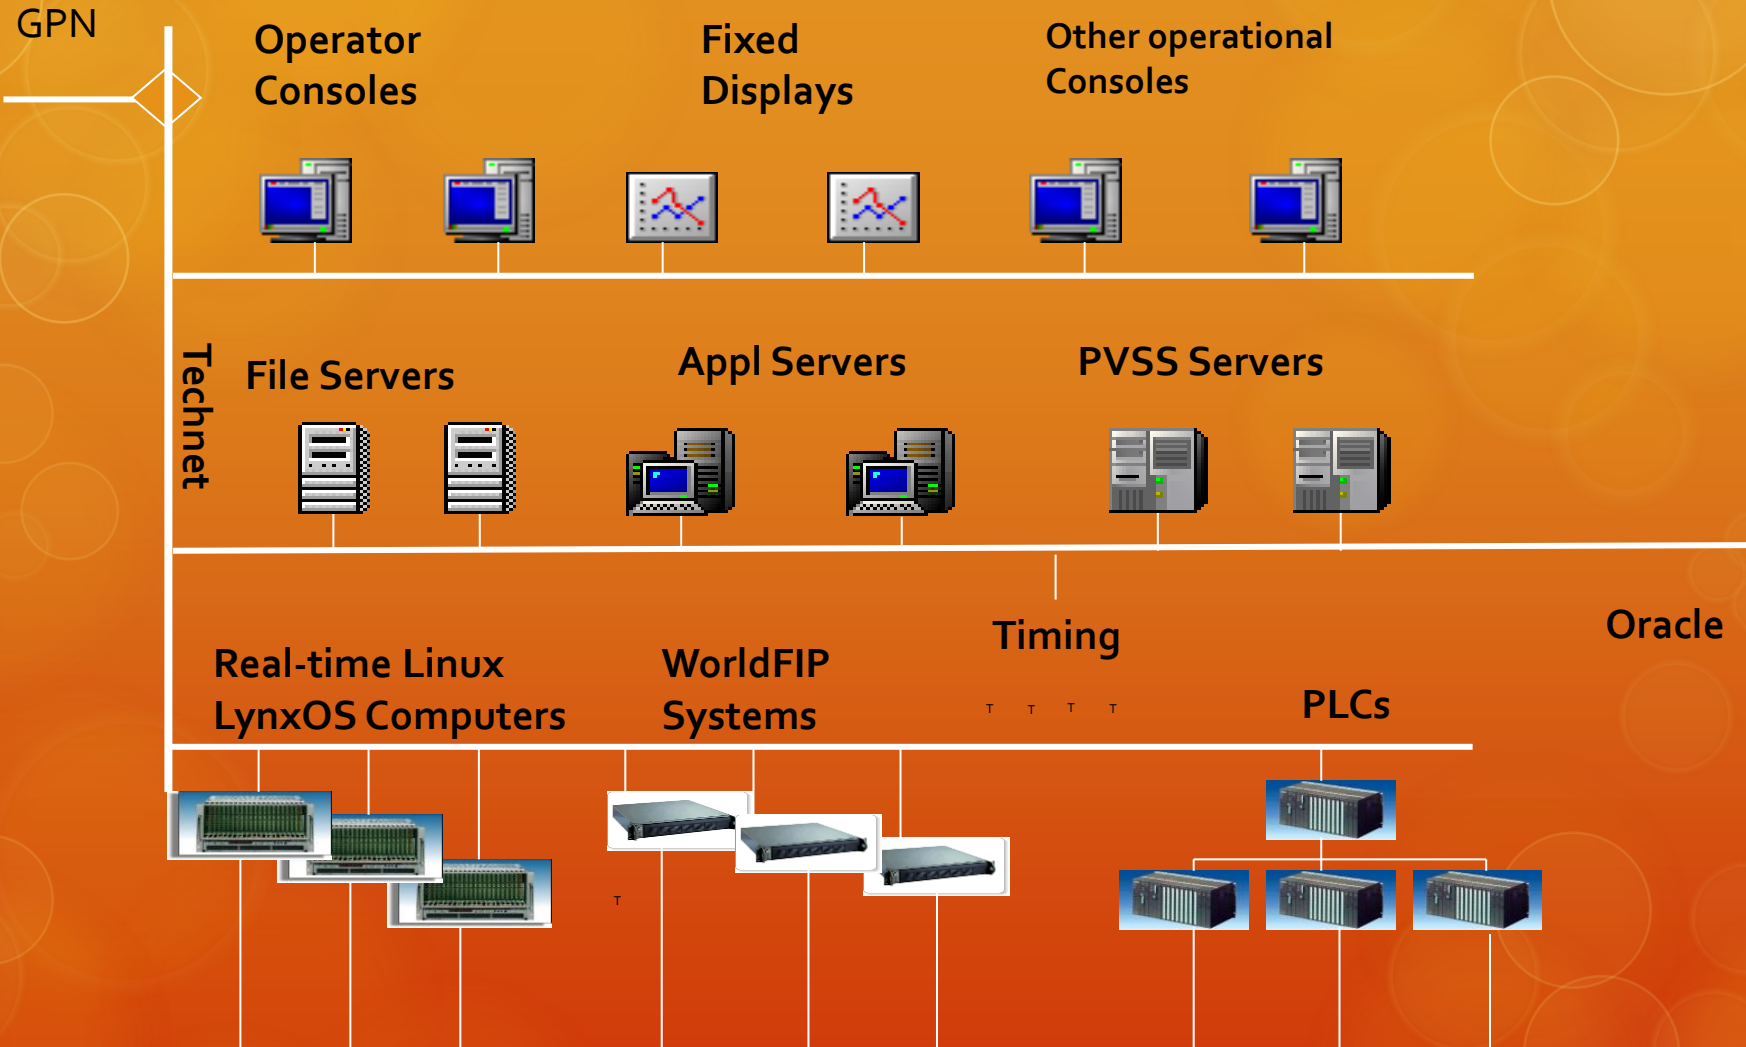 GPN
Operator
Consoles
Fixed
Displays
Other operational
Consoles
Technet
File Servers
Appl Servers
PVSS Servers
Timing
Oracle
Real-time Linux
LynxOS Computers
WorldFIP
Systems
T T T T
PLCs
T